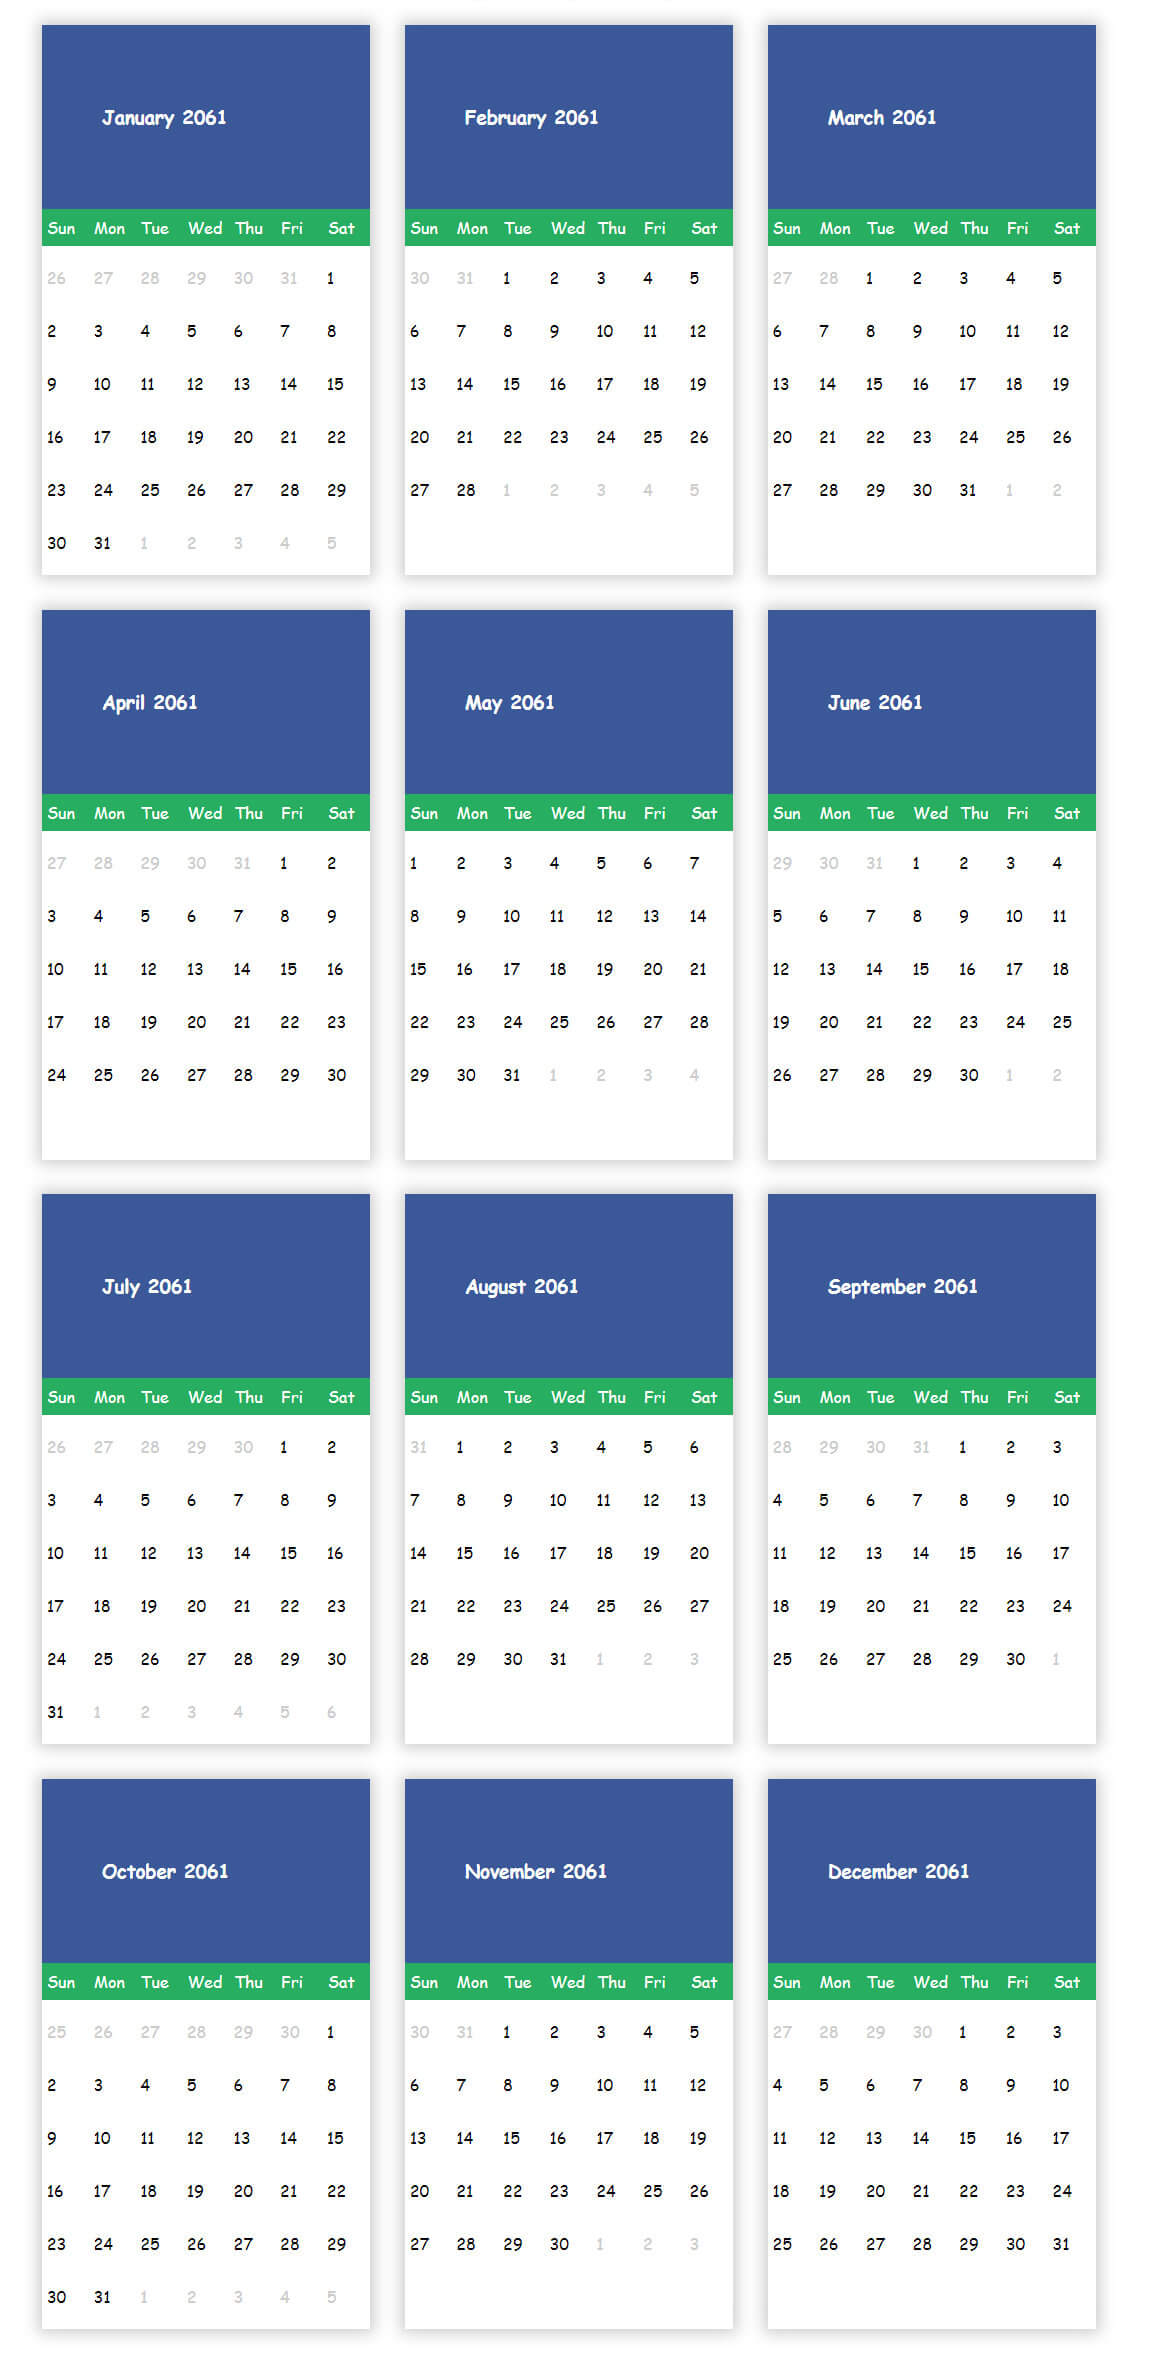 January 2061
Sun Mon Tue Wed Thu Fri Sat
26 27 28 29 30 31 1
2 3 4 5 6 7 8
9 10 11 12 13 14 15
16 17 18 19 20 21 22
23 24 25 26 27 28 29
30 31 1 2 3 4 5
February 2061
Sun Mon Tue Wed Thu Fri Sat
30 31 1 2 3 4 5
6 7 8 9 10 11 12
13 14 15 16 17 18 19
20 21 22 23 24 25 26
27 28 1 2 3 4 5
March 2061
Sun Mon Tue Wed Thu Fri Sat
27 28 1 2 3 4 5
6 7 8 9 10 11 12
13 14 15 16 17 18 19
20 21 22 23 24 25 26
27 28 29 30 31 1 2
April 2061
Sun Mon Tue Wed Thu Fri Sat
27 28 29 30 31 1 2
3 4 5 6 7 8 9
10 11 12 13 14 15 16
17 18 19 20 21 22 23
24 25 26 27 28 29 30
May 2061
Sun Mon Tue Wed Thu Fri Sat
1 2 3 4 5 6 7
8 9 10 11 12 13 14
15 16 17 18 19 20 21
22 23 24 25 26 27 28
29 30 31 1 2 3 4
June 2061
Sun Mon Tue Wed Thu Fri Sat
29 30 31 1 2 3 4
5 6 7 8 9 10 11
12 13 14 15 16 17 18
19 20 21 22 23 24 25
26 27 28 29 30 1 2
July 2061
Sun Mon Tue Wed Thu Fri Sat
26 27 28 29 30 1 2
3 4 5 6 7 8 9
10 11 12 13 14 15 16
17 18 19 20 21 22 23
24 25 26 27 28 29 30
31 1 2 3 4 5 6
August 2061
Sun Mon Tue Wed Thu Fri Sat
31 1 2 3 4 5 6
7 8 9 10 11 12 13
14 15 16 17 18 19 20
21 22 23 24 25 26 27
28 29 30 31 1 2 3
September 2061
Sun Mon Tue Wed Thu Fri Sat
28 29 30 31 1 2 3
4 5 6 7 8 9 10
11 12 13 14 15 16 17
18 19 20 21 22 23 24
25 26 27 28 29 30 1
October 2061
Sun Mon Tue Wed Thu Fri Sat
25 26 27 28 29 30 1
2 3 4 5 6 7 8
9 10 11 12 13 14 15
16 17 18 19 20 21 22
23 24 25 26 27 28 29
30 31 1 2 3 4 5
November 2061
Sun Mon Tue Wed Thu Fri Sat
30 31 1 2 3 4 5
6 7 8 9 10 11 12
13 14 15 16 17 18 19
20 21 22 23 24 25 26
27 28 29 30 1 2 3
December 2061
Sun Mon Tue Wed Thu Fri Sat
27 28 29 30 1 2 3
4 5 6 7 8 9 10
11 12 13 14 15 16 17
18 19 20 21 22 23 24
25 26 27 28 29 30 31